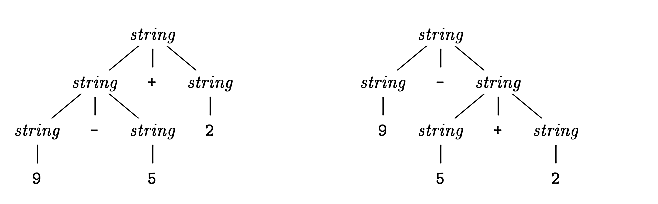 string string
string + string string - string
string - string 2 9 string + string
9 5 5 2